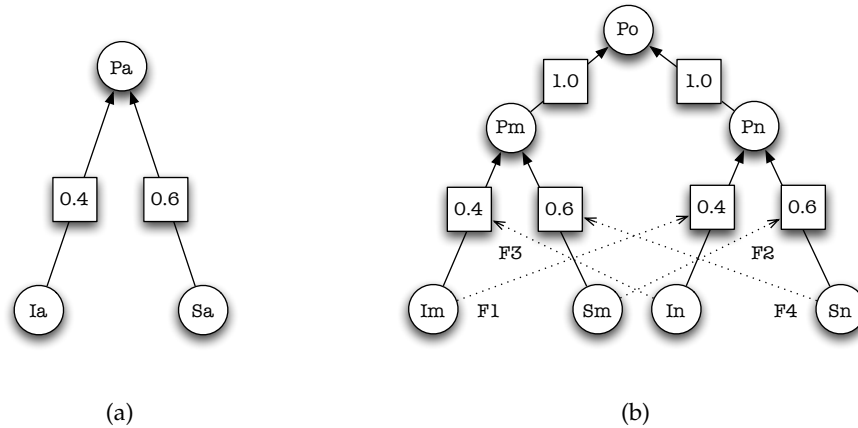 Po
Pa
1.0 1.0
Pm Pn
0.4 0.6
0.4 0.6 0.4 0.6
F3 F2
Ia Sa
Im F1 Sm In F4 Sn
(a) (b)